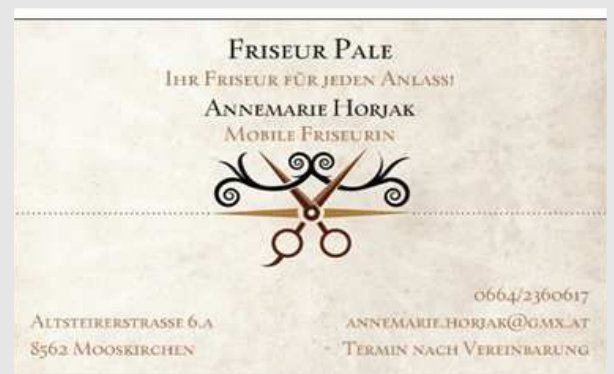 Friseur Pale
Ihr Friseur für jeden Anlass!
Annemarie Horjak
Mobile Friseurin
0664/2360617
Altsteirerstrasse 6.a
annemarie.horjak@gmx.at
8562 Mooskirchen
Termin nach Vereinbarung